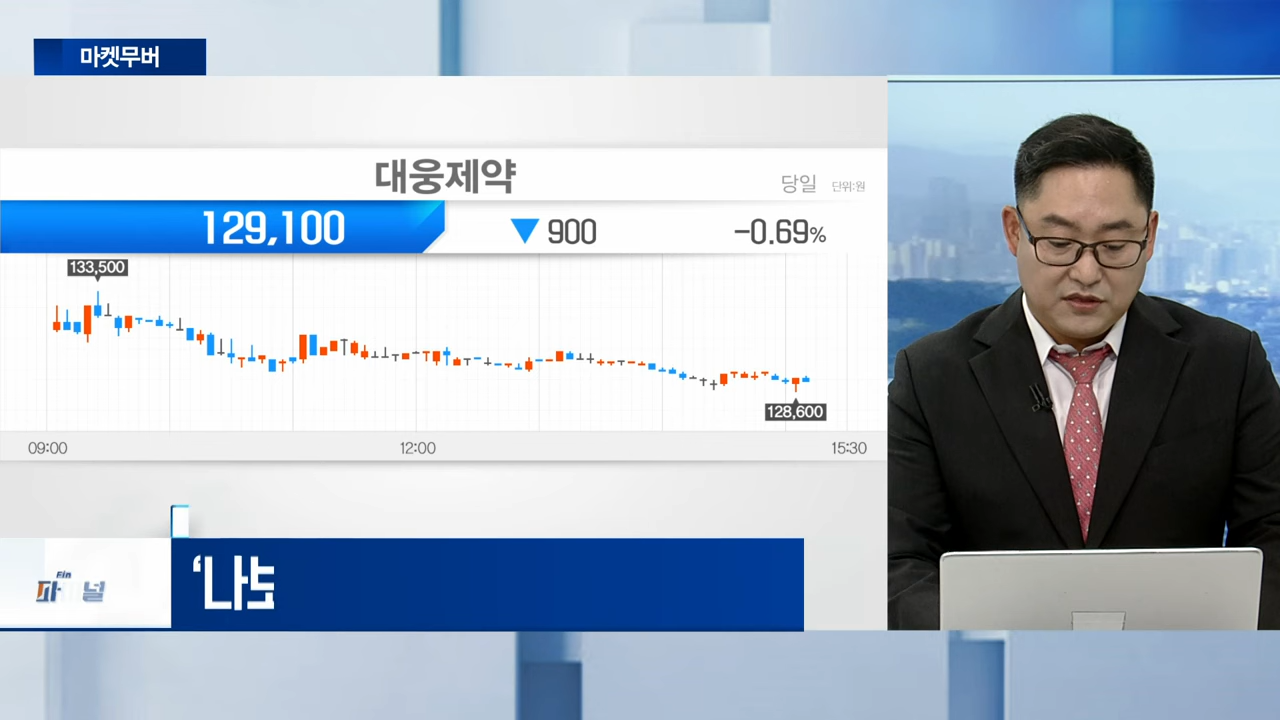 마켓무버
대웅제약
당일 단위:원
129,100 ▼ 900 -0.69%
133,500
128,600
09:00 12:00 15:30
Fin